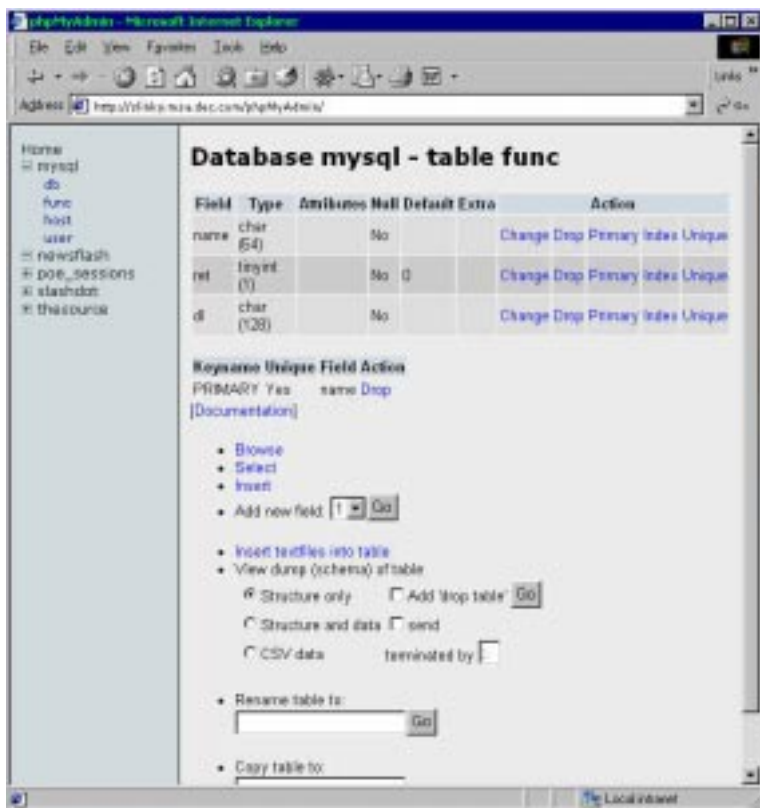 phpMyAdmin - Microsoft Internet Explorer
File Edit View Favorites Tools Help
Links »
Address
Go
Home
mysql
db
func
host
user
newsflash
poe_sessions
slashdot
thesource
Database mysql - table func
Field Type Attributes Null Default Extra Action
name char (64) No Change Drop Primary Index Unique
ret tinyint (1) No 0 Change Drop Primary Index Unique
dl char (128) No Change Drop Primary Index Unique
Keyname Unique Field Action
PRIMARY Yes name Drop
[Documentation]
Browse
Select
Insert
Add new field: 1 Go
Insert textfiles into table
View dump (schema) of table
Structure only Add 'drop table' Go
Structure and data send
CSV data terminated by
Rename table to:
Go
Copy table to:
Local intranet